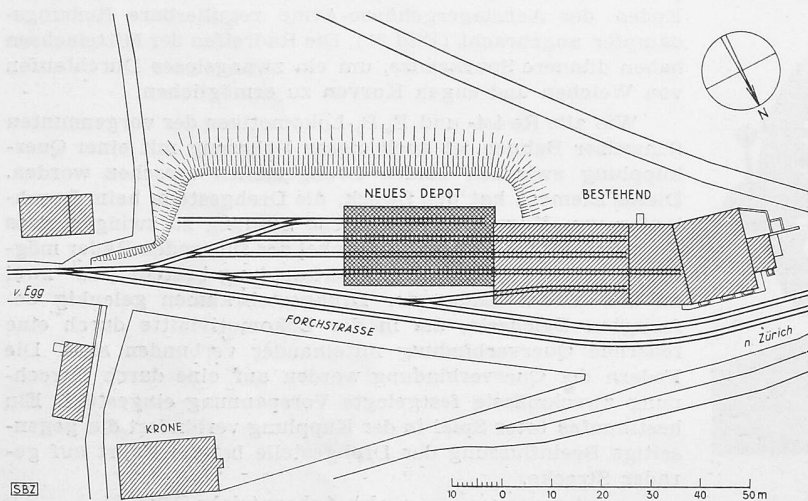 N
NEUES DEPOT
BESTEHEND
v. Egg
FORCHSTRASSE
n. Zürich
KRONE
SBZ
10 0 10 20 30 40 50 m